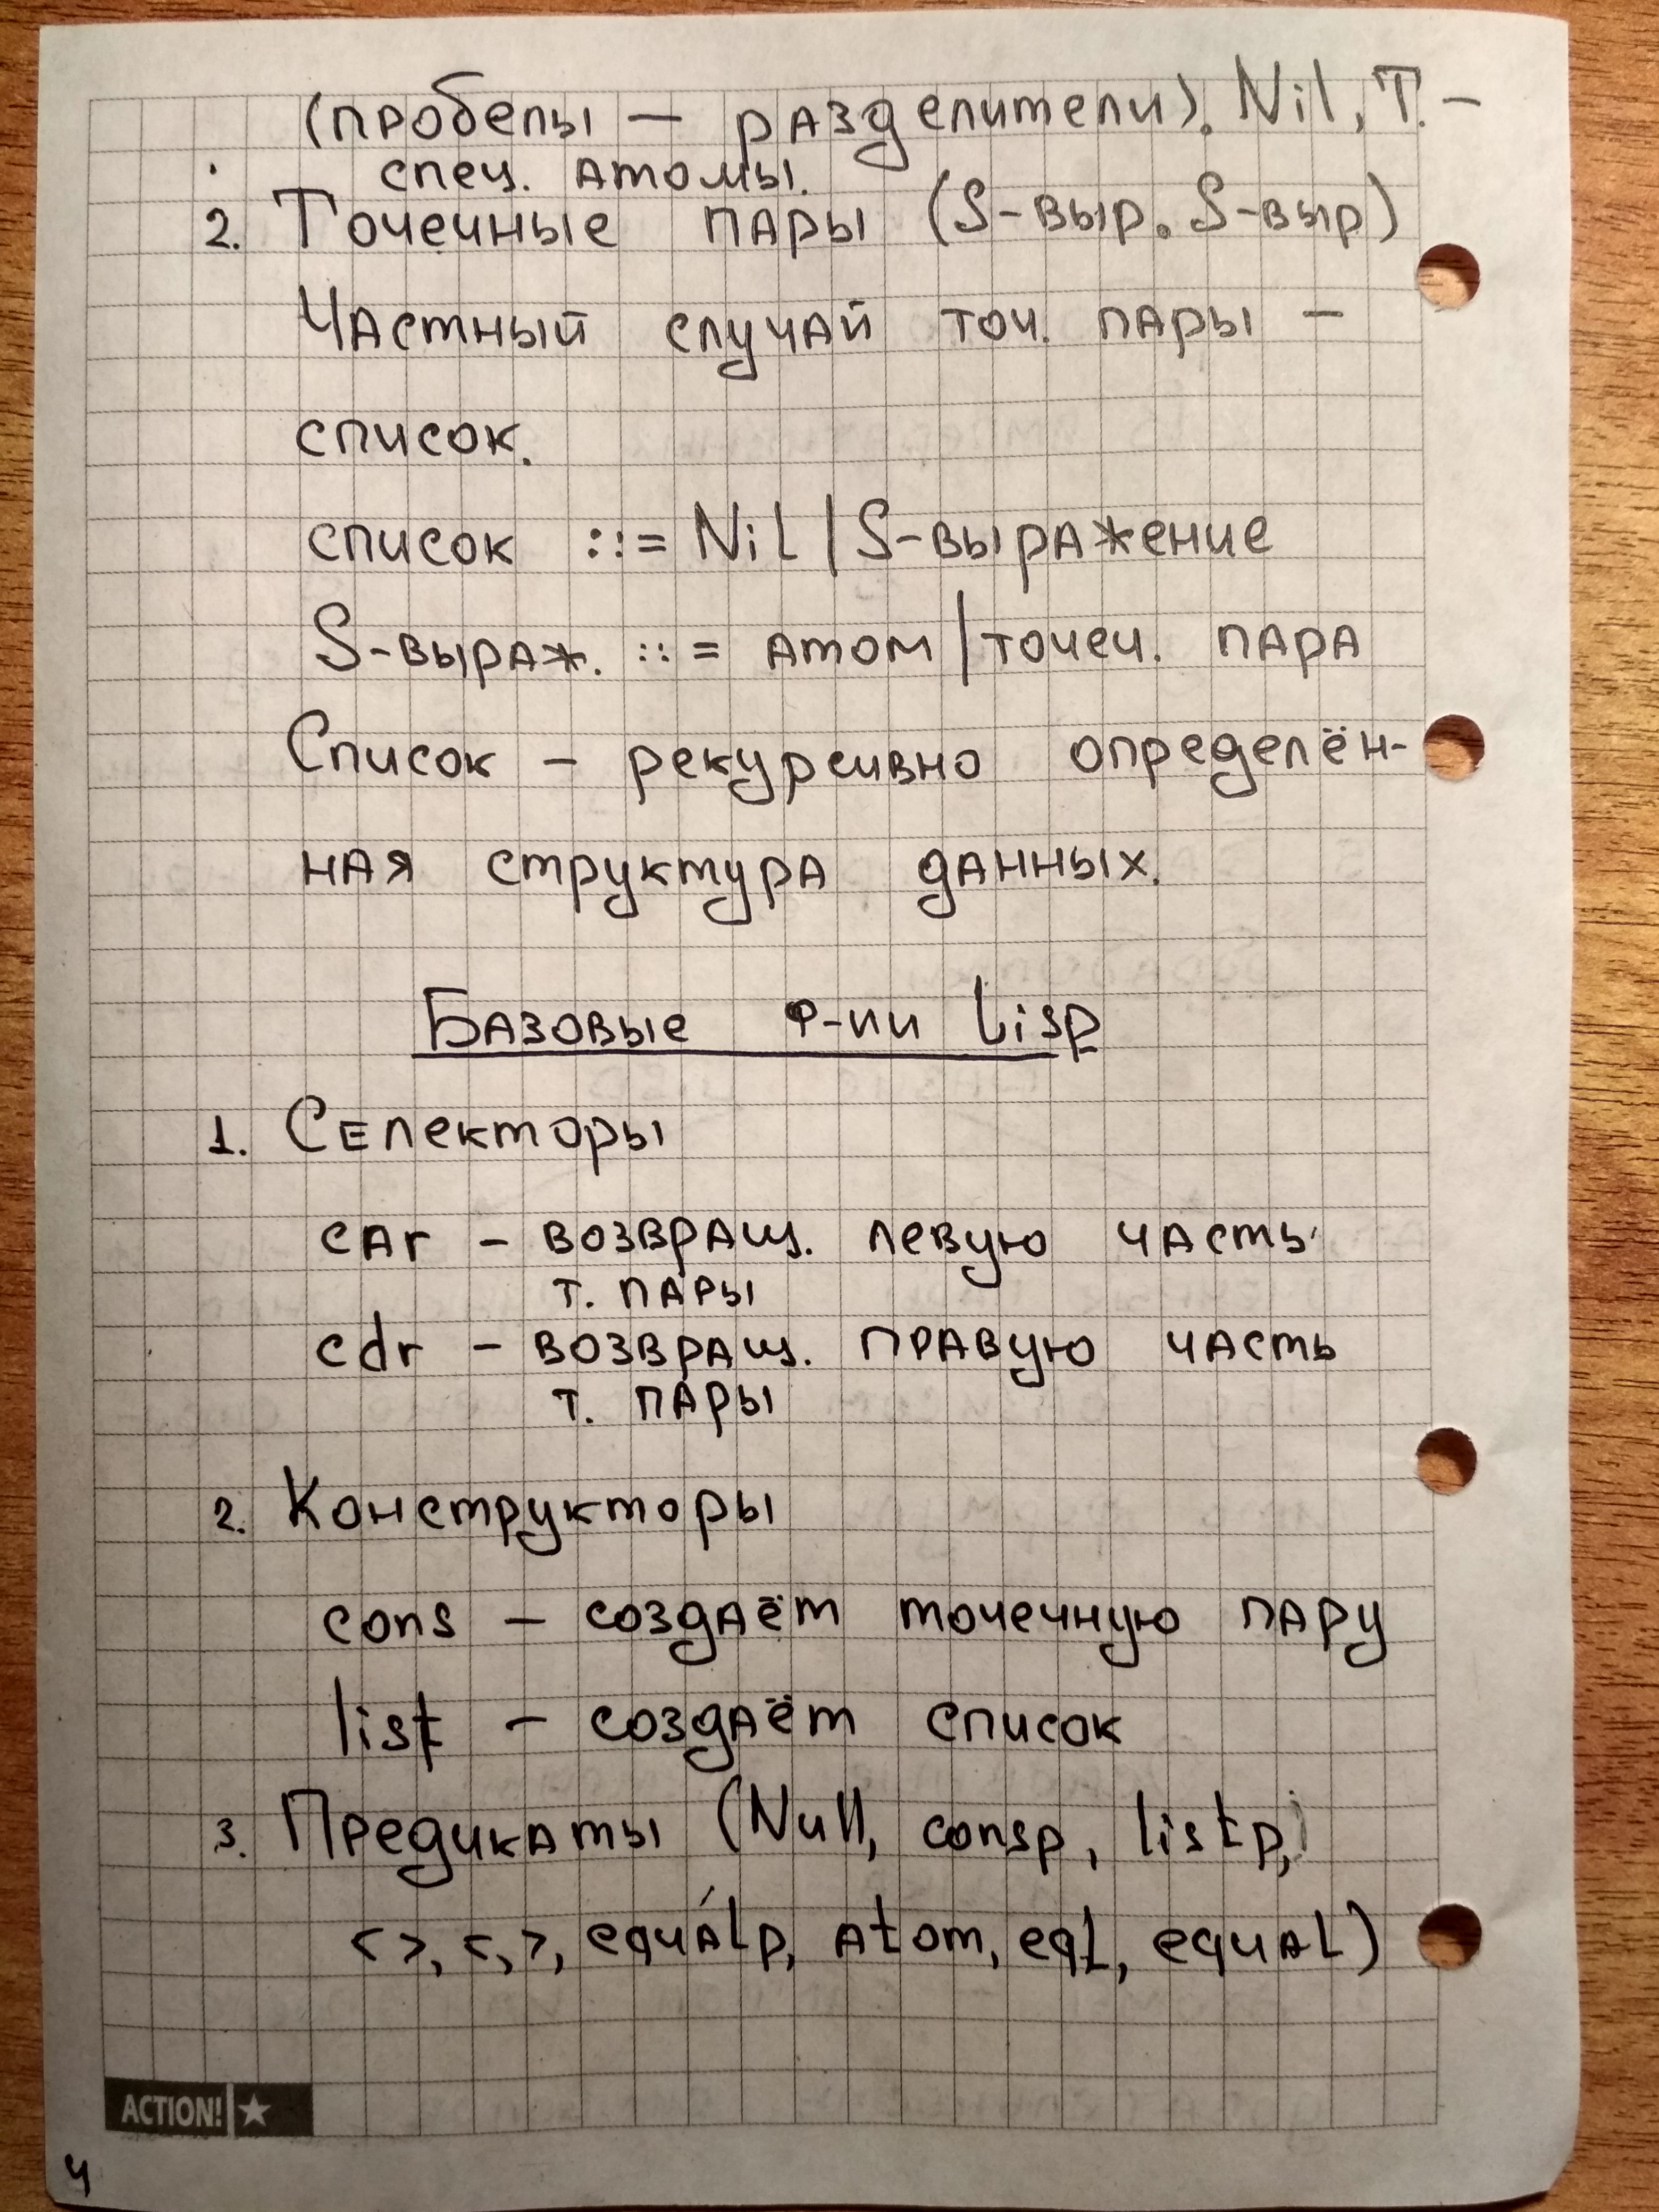 (пробелы — разделители). Nil, T. —
спец. атомы.
2. Точечные пары (S-выр. S-выр)
Частный случай точ. пары —
список.
список ::= Nil | S-выражение
S-выраж. ::= атом | точеч. пара
Список – рекурсивно определён-
ная структура данных.
Базовые ф-ии Lisp
1. Селекторы
car – возвращ. левую часть
т. пары
cdr – возвращ. правую часть
т. пары
2. Конструкторы
cons – создаёт точечную пару
list – создаёт список
3. Предикаты (Null, consp, listp,
<>, <, >, equalp, atom, eql, equal)
ACTION! ★
4